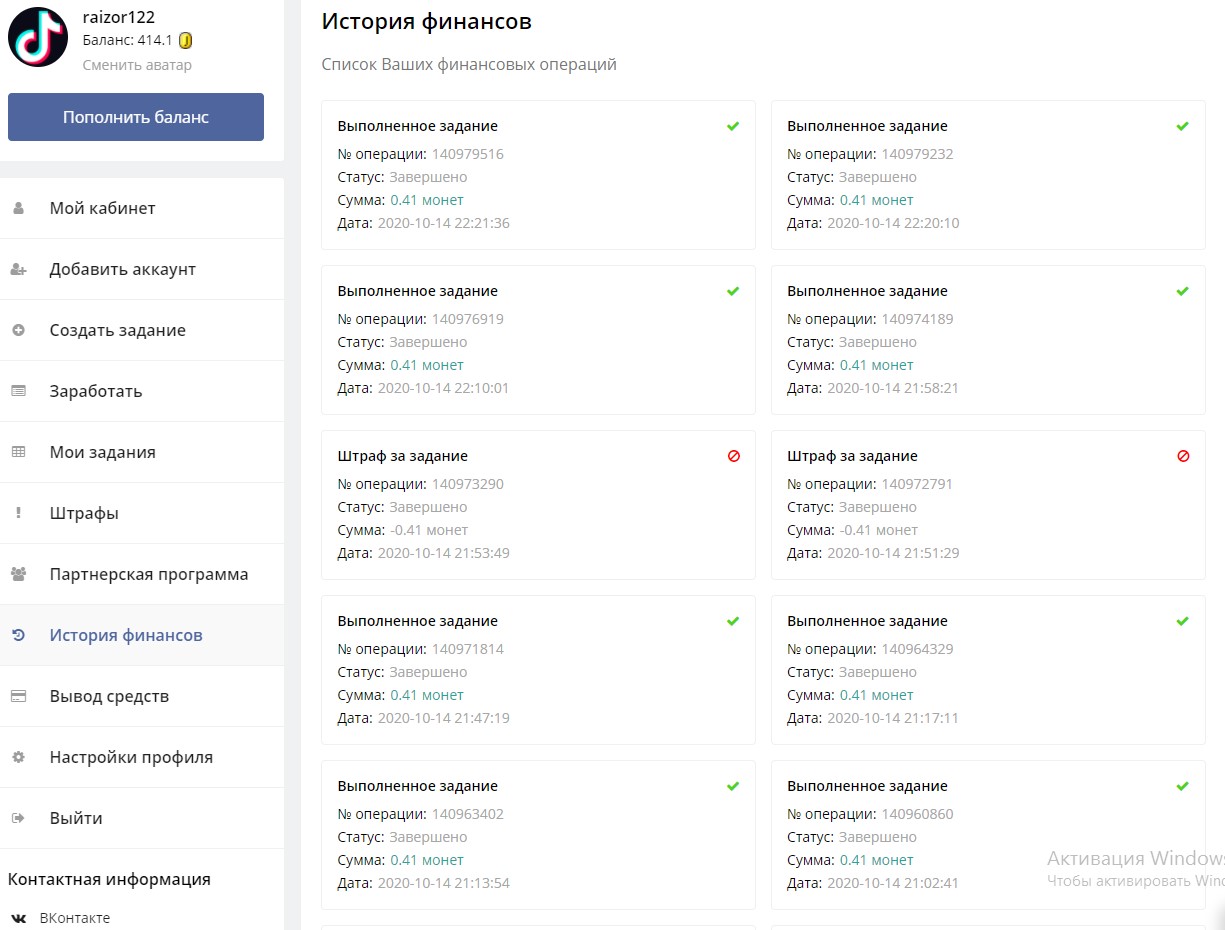 raizor122
Баланс: 414.1
Сменить аватар
Пополнить баланс
Мой кабинет
Добавить аккаунт
Создать задание
Заработать
Мои задания
Штрафы
Партнерская программа
История финансов
Вывод средств
Настройки профиля
Выйти
Контактная информация
ВКонтакте
История финансов
Список Ваших финансовых операций
Выполненное задание
№ операции: 140979516
Статус: Завершено
Сумма: 0.41 монет
Дата: 2020-10-14 22:21:36
Выполненное задание
№ операции: 140979232
Статус: Завершено
Сумма: 0.41 монет
Дата: 2020-10-14 22:20:10
Выполненное задание
№ операции: 140976919
Статус: Завершено
Сумма: 0.41 монет
Дата: 2020-10-14 22:10:01
Выполненное задание
№ операции: 140974189
Статус: Завершено
Сумма: 0.41 монет
Дата: 2020-10-14 21:58:21
Штраф за задание
№ операции: 140973290
Статус: Завершено
Сумма: -0.41 монет
Дата: 2020-10-14 21:53:49
Штраф за задание
№ операции: 140972791
Статус: Завершено
Сумма: -0.41 монет
Дата: 2020-10-14 21:51:29
Выполненное задание
№ операции: 140971814
Статус: Завершено
Сумма: 0.41 монет
Дата: 2020-10-14 21:47:19
Выполненное задание
№ операции: 140964329
Статус: Завершено
Сумма: 0.41 монет
Дата: 2020-10-14 21:17:11
Выполненное задание
№ операции: 140963402
Статус: Завершено
Сумма: 0.41 монет
Дата: 2020-10-14 21:13:54
Выполненное задание
№ операции: 140960860
Статус: Завершено
Сумма: 0.41 монет
Дата: 2020-10-14 21:02:41
Активация Windows
Чтобы активировать Wind